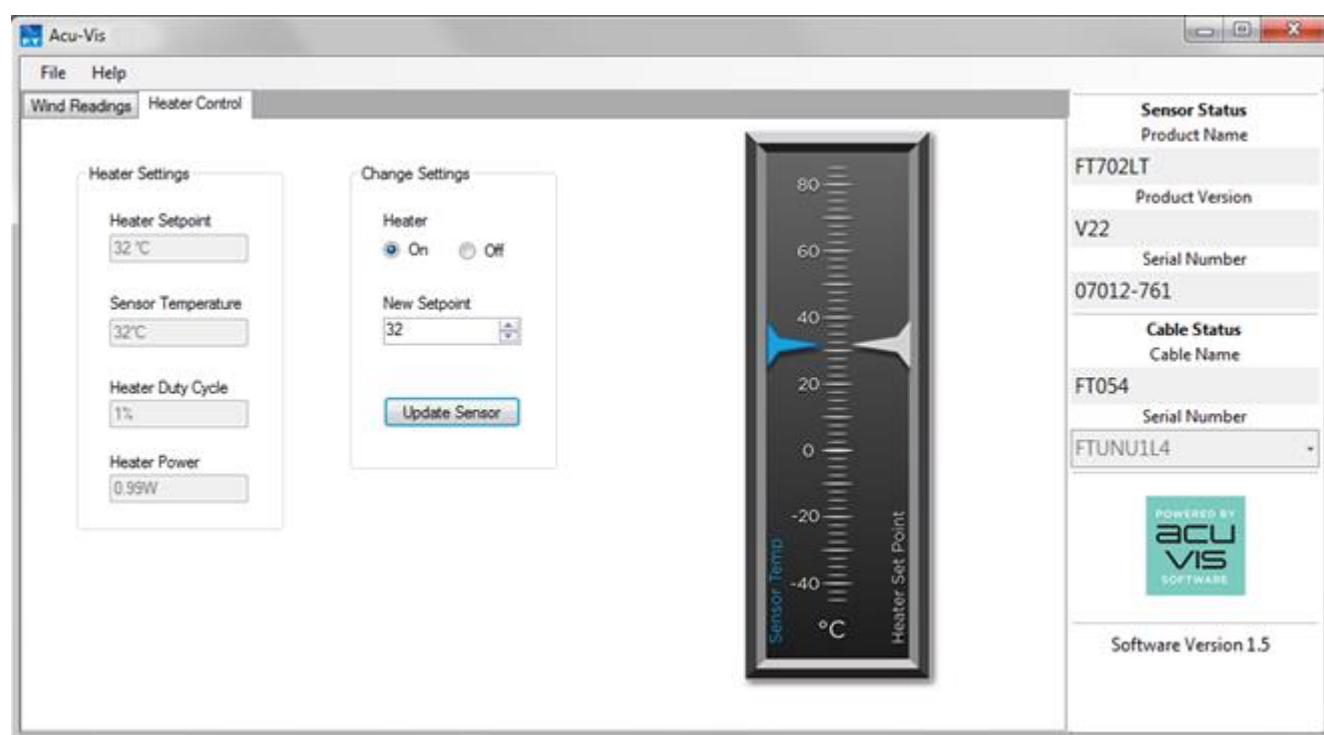 Acu-Vis
File Help
Wind Readings Heater Control
Heater Settings
Heater Setpoint
32 °C
Sensor Temperature
32°C
Heater Duty Cycle
1%
Heater Power
0.99W
Change Settings
Heater
On Off
New Setpoint
32
Update Sensor
80
60
40
20
0
-20
-40
°C
Sensor Temp
Heater Set Point
Sensor Status
Product Name
FT702LT
Product Version
V22
Serial Number
07012-761
Cable Status
Cable Name
FT054
Serial Number
FTUNU1L4
POWERED BY
acu
VIS
SOFTWARE
Software Version 1.5